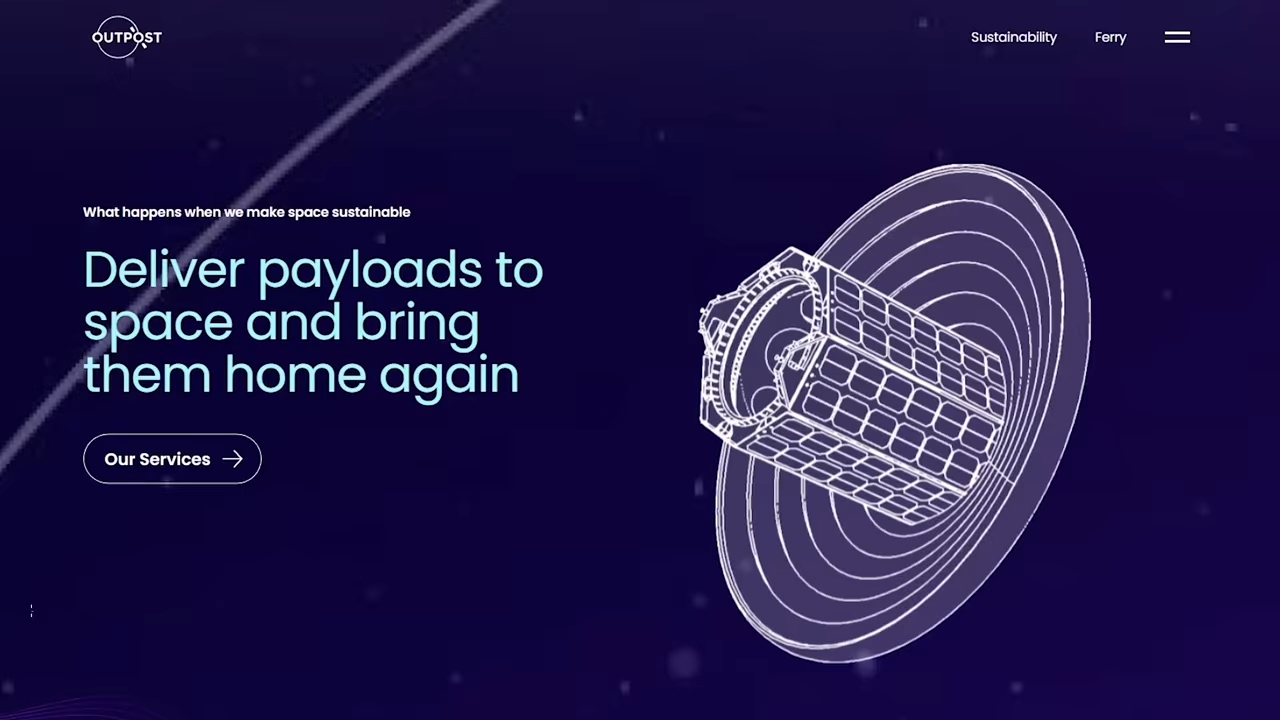 OUTPOST
Sustainability
Ferry
What happens when we make space sustainable
Deliver payloads to
space and bring
them home again
Our Services